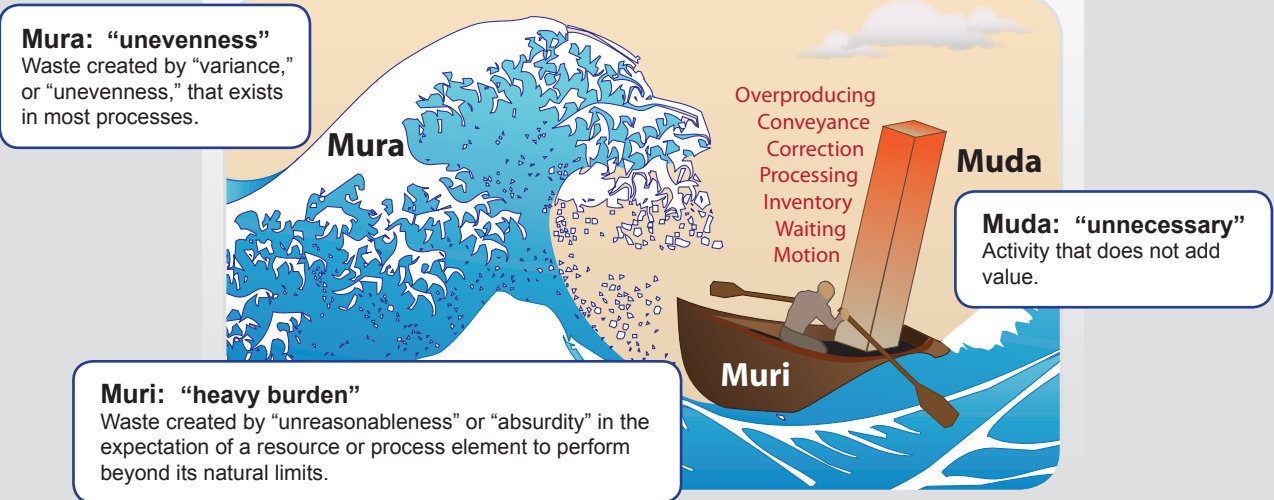 Mura: “unevenness”
Waste created by “variance,”
or “unevenness,” that exists
in most processes.
Mura
Overproducing
Conveyance
Correction
Processing
Inventory
Waiting
Motion
Muda
Muda: “unnecessary”
Activity that does not add
value.
Muri
Muri: “heavy burden”
Waste created by “unreasonableness” or “absurdity” in the
expectation of a resource or process element to perform
beyond its natural limits.